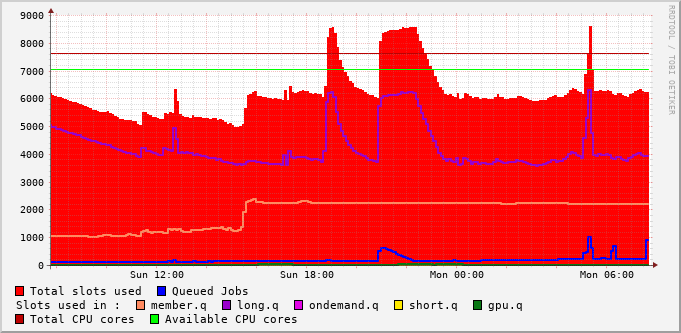 9000
8000
7000
6000
5000
4000
3000
2000
1000
0
Sun 12:00 Sun 18:00 Mon 00:00 Mon 06:00
Total slots used Queued Jobs
Slots used in : member.q long.q ondemand.q short.q gpu.q
Total CPU cores Available CPU cores
RRDTOOL / TOBI OETIKER